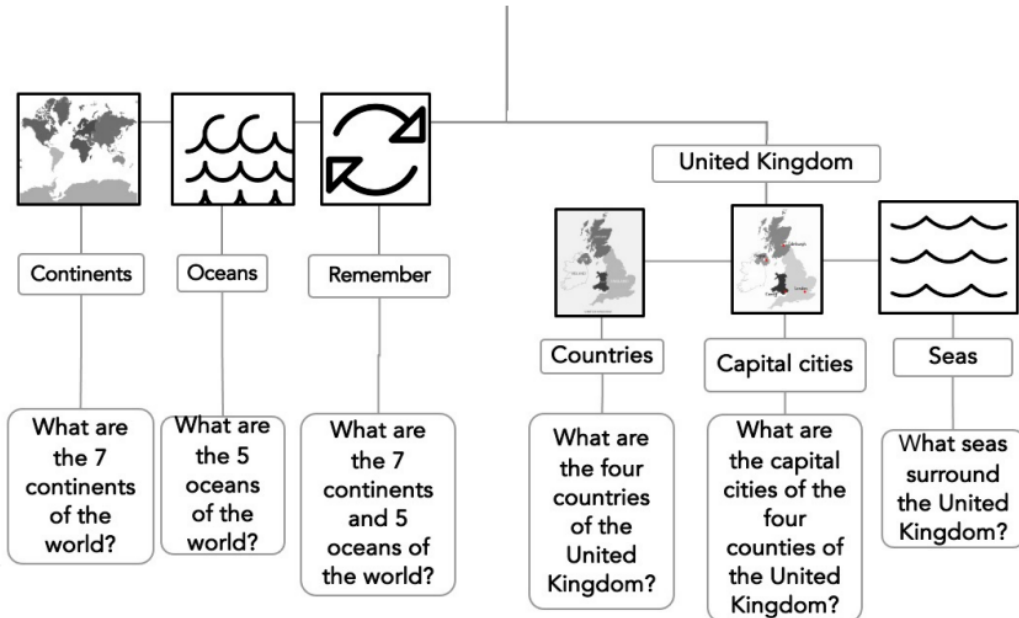 United Kingdom
Continents
Oceans
Remember
Countries
Capital cities
Seas
What are
the 7
continents
of the
world?
What are
the 5
oceans
of the
world?
What are
the 7
continents
and 5
oceans of
the world?
What are
the four
countries
of the
United
Kingdom?
What are
the capital
cities of the
four
counties of
the United
Kingdom?
What seas
surround
the United
Kingdom?